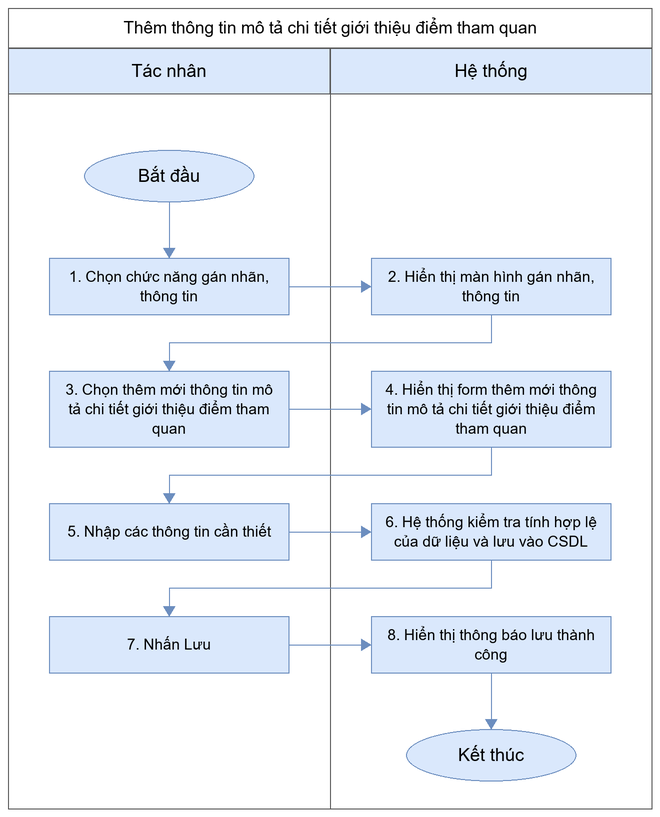 Thêm thông tin mô tả chi tiết giới thiệu điểm tham quan
Tác nhân
Hệ thống
Bắt đầu
1. Chọn chức năng gán nhãn,
thông tin
2. Hiển thị màn hình gán nhãn,
thông tin
3. Chọn thêm mới thông tin mô
tả chi tiết giới thiệu điểm tham
quan
4. Hiển thị form thêm mới thông
tin mô tả chi tiết giới thiệu điểm
tham quan
5. Nhập các thông tin cần thiết
6. Hệ thống kiểm tra tính hợp lệ
của dữ liệu và lưu vào CSDL
7. Nhấn Lưu
8. Hiển thị thông báo lưu thành
công
Kết thúc